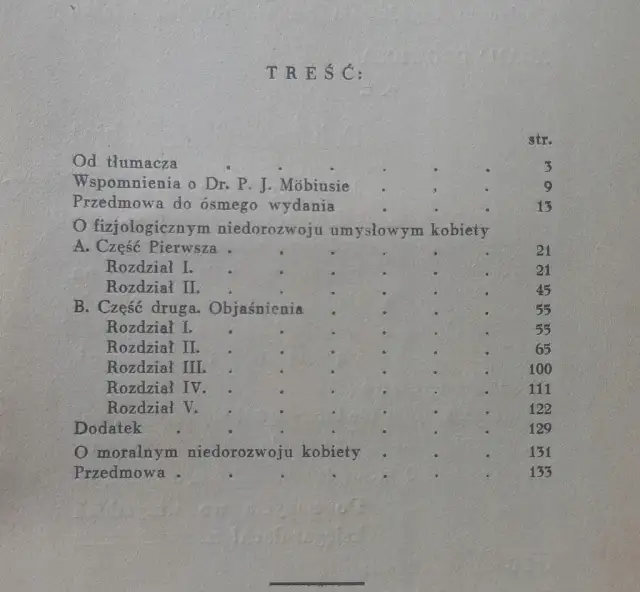 TREŚĆ:
str.
Od tłumacza . . . . . . 3
Wspomnienia o Dr. P. J. Möbiusie . . . 9
Przedmowa do ósmego wydania . . . 13
O fizjologicznym niedorozwoju umysłowym kobiety
A. Część Pierwsza . . . . . . 21
Rozdział I. . . . . . . 21
Rozdział II. . . . . . . 45
B. Część druga. Objaśnienia . . . . 55
Rozdział I. . . . . . . 55
Rozdział II. . . . . . . 65
Rozdział III. . . . . . . 100
Rozdział IV. . . . . . . 111
Rozdział V. . . . . . . 122
Dodatek . . . . . . . 129
O moralnym niedorozwoju kobiety . . . 131
Przedmowa . . . . . . . 133